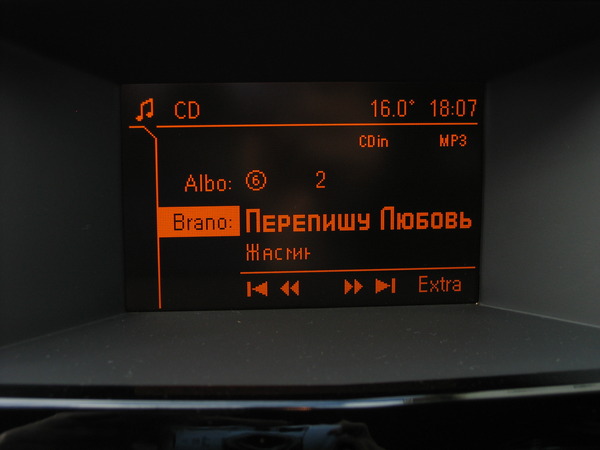 CD 16.0° 18:07
CDin MP3
Albo: 6 2
Brano: Перепишу Любовь
Жасмин
Extra